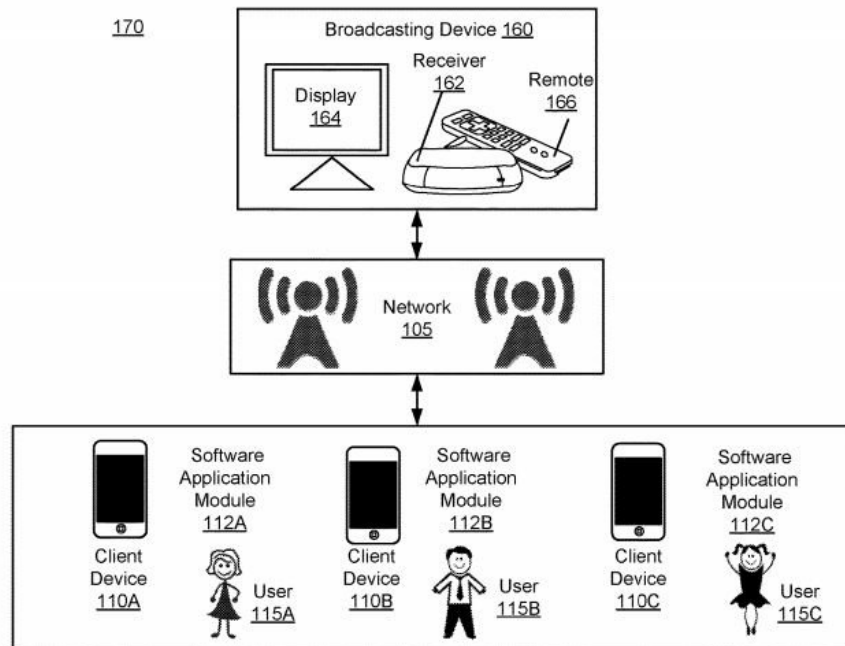 170
Broadcasting Device 160
Receiver
162
Remote
166
Display
164
Network
105
Software
Application
Module
112A
Client
Device
110A
User
115A
Software
Application
Module
112B
Client
Device
110B
User
115B
Software
Application
Module
112C
Client
Device
110C
User
115C